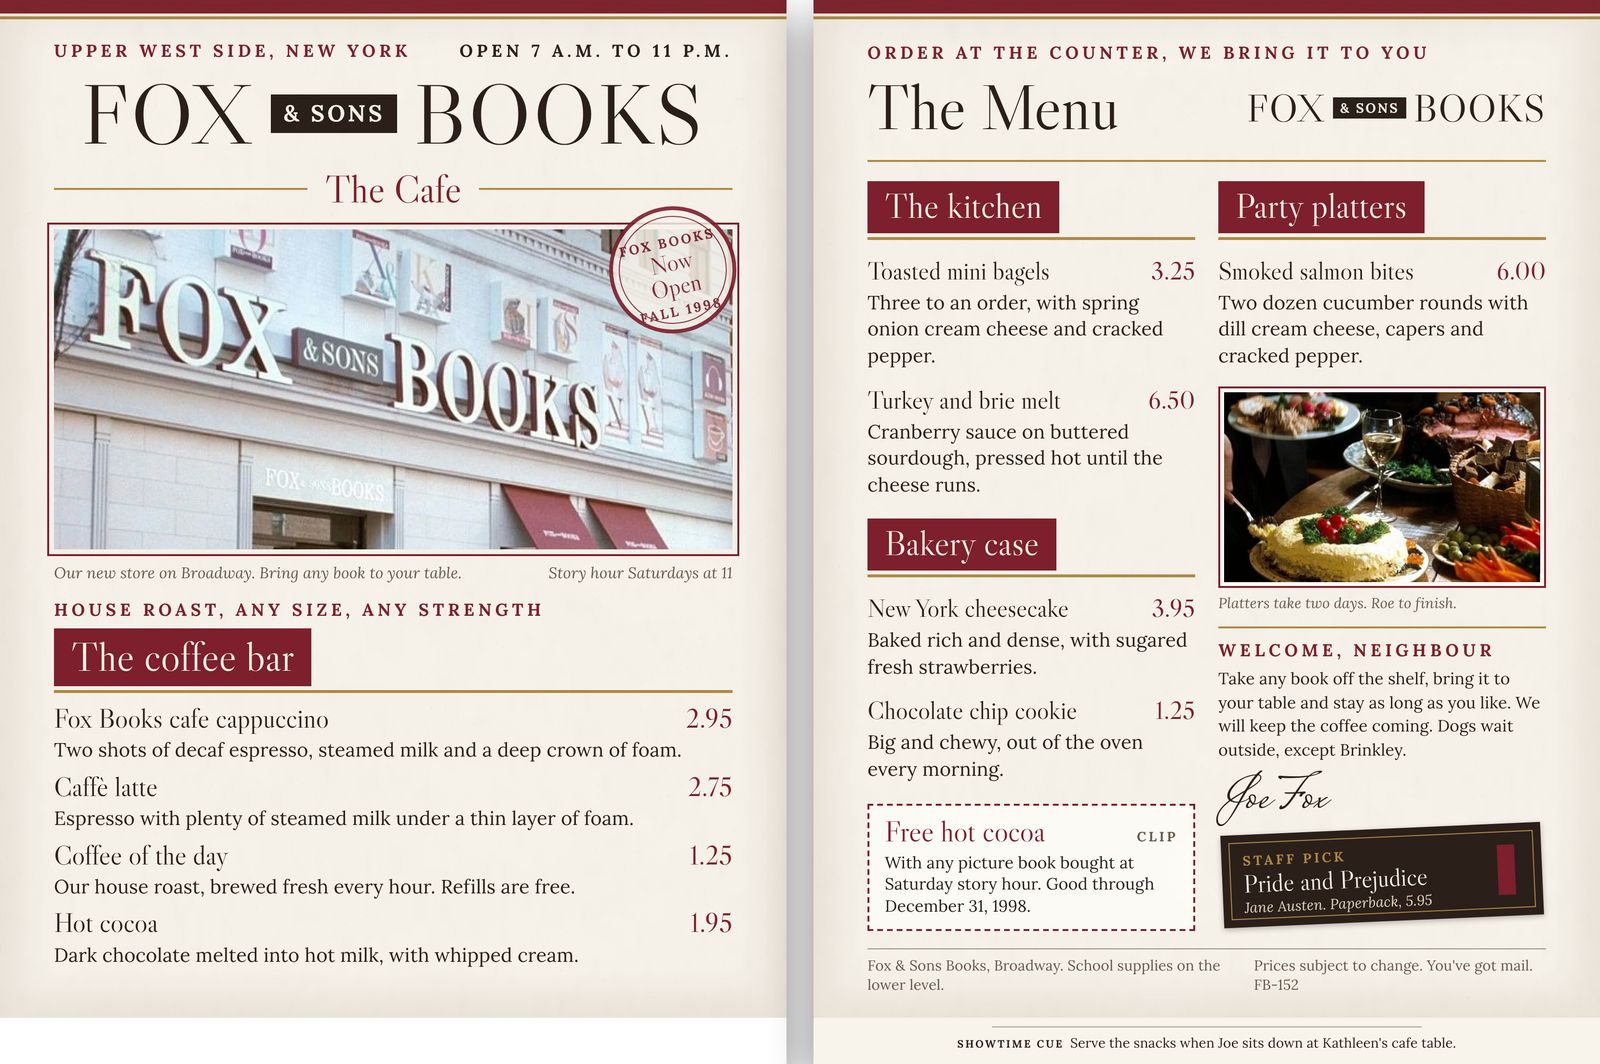 UPPER WEST SIDE, NEW YORK
OPEN 7 A.M. TO 11 P.M.
FOX & SONS BOOKS
The Cafe
FOX BOOKS
Now
Open
FALL 1998
FOX & SONS BOOKS
FOX & SONS BOOKS
Our new store on Broadway. Bring any book to your table.
Story hour Saturdays at 11
HOUSE ROAST, ANY SIZE, ANY STRENGTH
The coffee bar
Fox Books cafe cappuccino 2.95
Two shots of decaf espresso, steamed milk and a deep crown of foam.
Caffè latte 2.75
Espresso with plenty of steamed milk under a thin layer of foam.
Coffee of the day 1.25
Our house roast, brewed fresh every hour. Refills are free.
Hot cocoa 1.95
Dark chocolate melted into hot milk, with whipped cream.
ORDER AT THE COUNTER, WE BRING IT TO YOU
The Menu
FOX & SONS BOOKS
The kitchen
Toasted mini bagels 3.25
Three to an order, with spring
onion cream cheese and cracked
pepper.
Turkey and brie melt 6.50
Cranberry sauce on buttered
sourdough, pressed hot until the
cheese runs.
Bakery case
New York cheesecake 3.95
Baked rich and dense, with sugared
fresh strawberries.
Chocolate chip cookie 1.25
Big and chewy, out of the oven
every morning.
Free hot cocoa CLIP
With any picture book bought at
Saturday story hour. Good through
December 31, 1998.
Party platters
Smoked salmon bites 6.00
Two dozen cucumber rounds with
dill cream cheese, capers and
cracked pepper.
Platters take two days. Roe to finish.
WELCOME, NEIGHBOUR
Take any book off the shelf, bring it to
your table and stay as long as you like. We
will keep the coffee coming. Dogs wait
outside, except Brinkley.
Joe Fox
STAFF PICK
Pride and Prejudice
Jane Austen. Paperback, 5.95
Fox & Sons Books, Broadway. School supplies on the
lower level.
Prices subject to change. You've got mail.
FB-152
SHOWTIME CUE Serve the snacks when Joe sits down at Kathleen's cafe table.